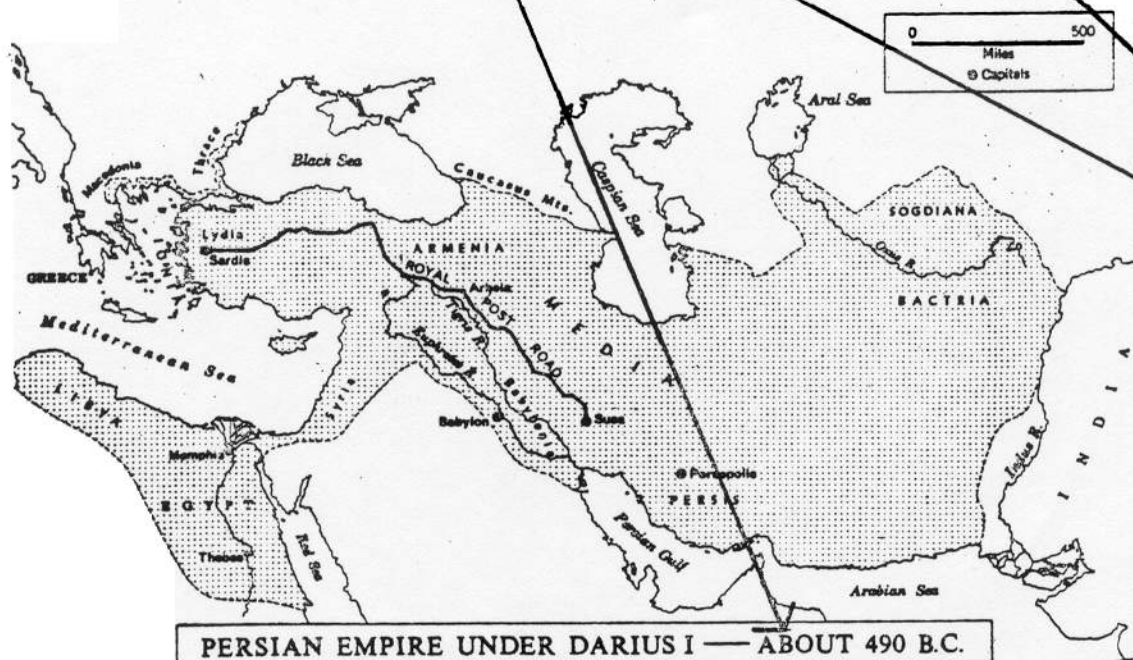 0 500
Miles
Capitals
Aral Sea
Black Sea
Thrace
Macedonia
Caucasus Mts.
Caspian Sea
SOGDIANA
Lydia
Sardis
ARMENIA
IONIA
GREECE
ROYAL POST ROAD
Arbela
MEDIA
Oxus R.
BACTRIA
Mediterranean Sea
Tigris R.
Euphrates R.
Babylonia
Syria
LIBYA
Babylon
Susa
Memphis
Persepolis
PERSIS
Indus R.
INDIA
EGYPT
Thebes
Red Sea
Persian Gulf
Arabian Sea
PERSIAN EMPIRE UNDER DARIUS I — ABOUT 490 B.C.